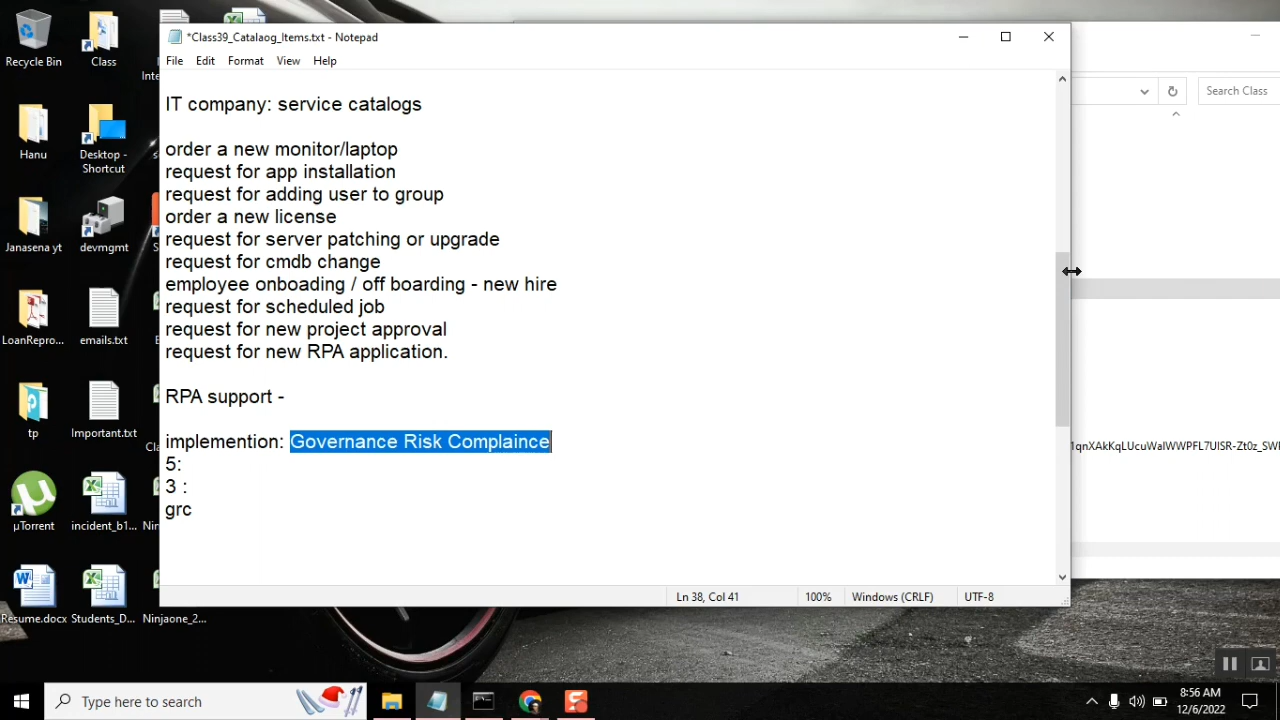 *Class39_Catalaog_Items.txt - Notepad
File Edit Format View Help
IT company: service catalogs
order a new monitor/laptop
request for app installation
request for adding user to group
order a new license
request for server patching or upgrade
request for cmdb change
employee onboading / off boarding - new hire
request for scheduled job
request for new project approval
request for new RPA application.
RPA support -
implemention: Governance Risk Complaince
5:
3 :
grc
Ln 38, Col 41 100% Windows (CRLF) UTF-8
Search Class
Recycle Bin
Class
Hanu
Desktop - Shortcut
Janasena yt
devmgmt
LoanRepro...
emails.txt
tp
Important.txt
µTorrent
incident_b1...
Resume.docx
Students_D...
Ninjaone_2...
Type here to search
8:56 AM
12/6/2022